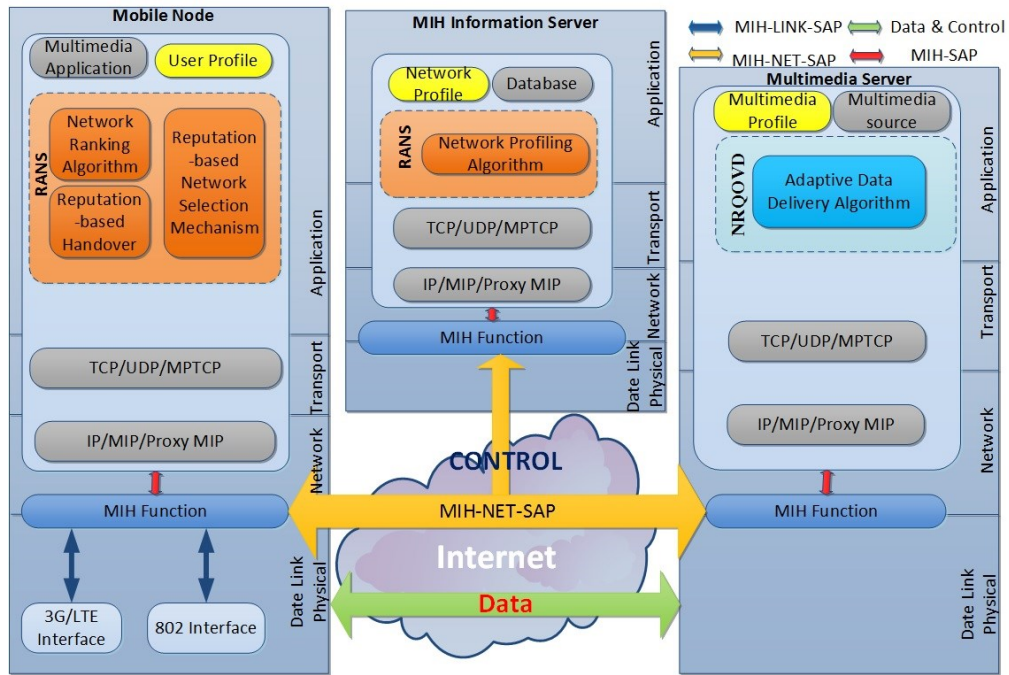 Mobile Node
Multimedia
Application
User Profile
RANS
Network
Ranking
Algorithm
Reputation
-based
Handover
Reputation
-based
Network
Selection
Mechanism
Application
TCP/UDP/MPTCP
Transport
IP/MIP/Proxy MIP
Network
MIH Function
3G/LTE
Interface
802 Interface
Date Link
Physical
MIH Information Server
Network
Profile
Database
RANS
Network Profiling
Algorithm
Application
TCP/UDP/MPTCP
Transport
IP/MIP/Proxy MIP
Network
MIH Function
Date Link
Physical
CONTROL
MIH-NET-SAP
Internet
Data
MIH-LINK-SAP
Data & Control
MIH-NET-SAP
MIH-SAP
Multimedia Server
Multimedia
Profile
Multimedia
source
NRQOVD
Adaptive Data
Delivery Algorithm
Application
TCP/UDP/MPTCP
Transport
IP/MIP/Proxy MIP
Network
MIH Function
Date Link
Physical